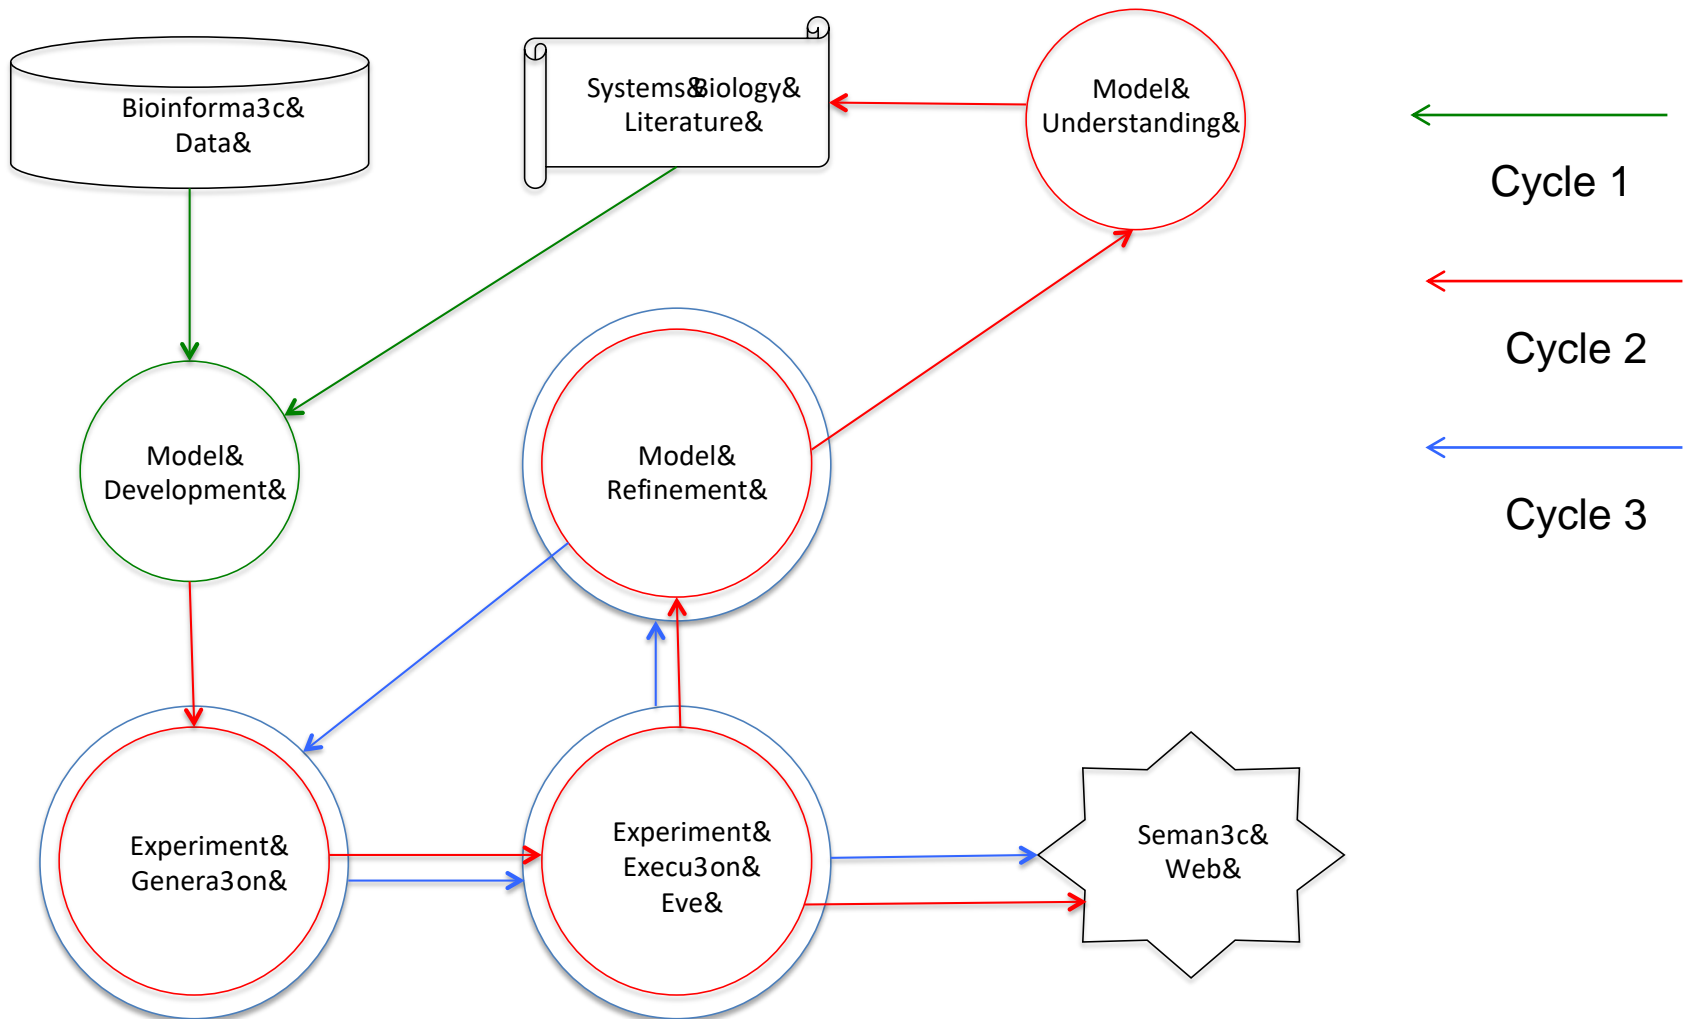 Bioinforma3c&
Data&
Systems&Biology&
Literature&
Model&
Understanding&
Cycle 1
Cycle 2
Cycle 3
Model&
Development&
Model&
Refinement&
Experiment&
Genera3on&
Experiment&
Execu3on&
Eve&
Seman3c&
Web&